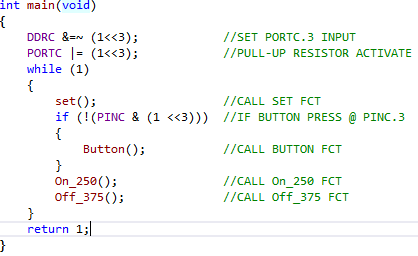 int main(void)
{
DDRC &=~ (1<<3); //SET PORTC.3 INPUT
PORTC |= (1<<3); //PULL-UP RESISTOR ACTIVATE
while (1)
{
set(); //CALL SET FCT
if (!(PINC & (1 <<3))) //IF BUTTON PRESS @ PINC.3
{
Button(); //CALL BUTTON FCT
}
On_250(); //CALL On_250 FCT
Off_375(); //CALL Off_375 FCT
}
return 1;
}